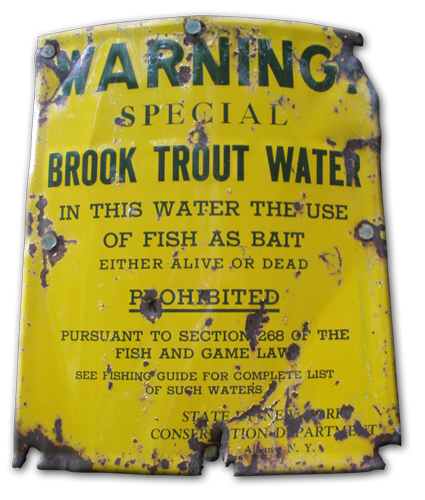 WARNING!
SPECIAL
BROOK TROUT WATER
IN THIS WATER THE USE
OF FISH AS BAIT
EITHER ALIVE OR DEAD
PROHIBITED
PURSUANT TO SECTION 268 OF THE
FISH AND GAME LAW
SEE FISHING GUIDE FOR COMPLETE LIST
OF SUCH WATERS
STATE OF NEW YORK
CONSERVATION DEPARTMENT
Albany N. Y.